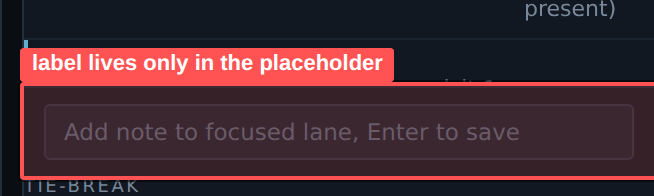 present)
label lives only in the placeholder
Add note to focused lane, Enter to save
TIE-BREAK